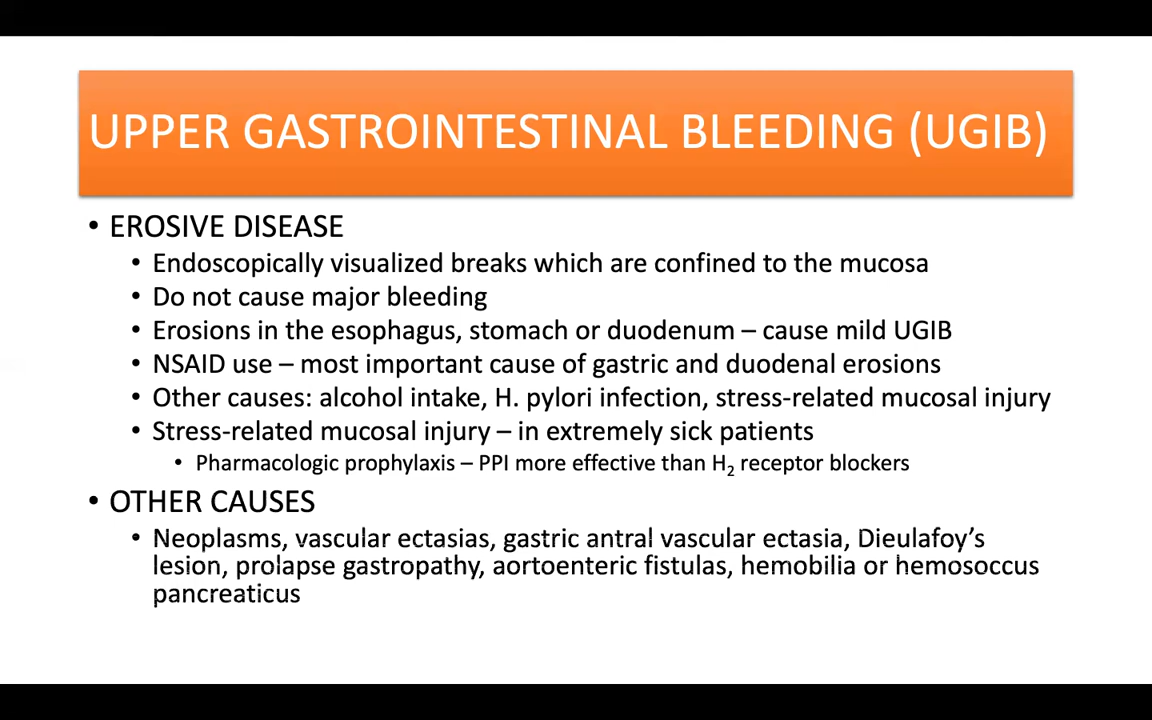 UPPER GASTROINTESTINAL BLEEDING (UGIB)
• EROSIVE DISEASE
• Endoscopically visualized breaks which are confined to the mucosa
• Do not cause major bleeding
• Erosions in the esophagus, stomach or duodenum – cause mild UGIB
• NSAID use – most important cause of gastric and duodenal erosions
• Other causes: alcohol intake, H. pylori infection, stress-related mucosal injury
• Stress-related mucosal injury – in extremely sick patients
• Pharmacologic prophylaxis – PPI more effective than H₂ receptor blockers
• OTHER CAUSES
• Neoplasms, vascular ectasias, gastric antral vascular ectasia, Dieulafoy’s
lesion, prolapse gastropathy, aortoenteric fistulas, hemobilia or hemosoccus
pancreaticus